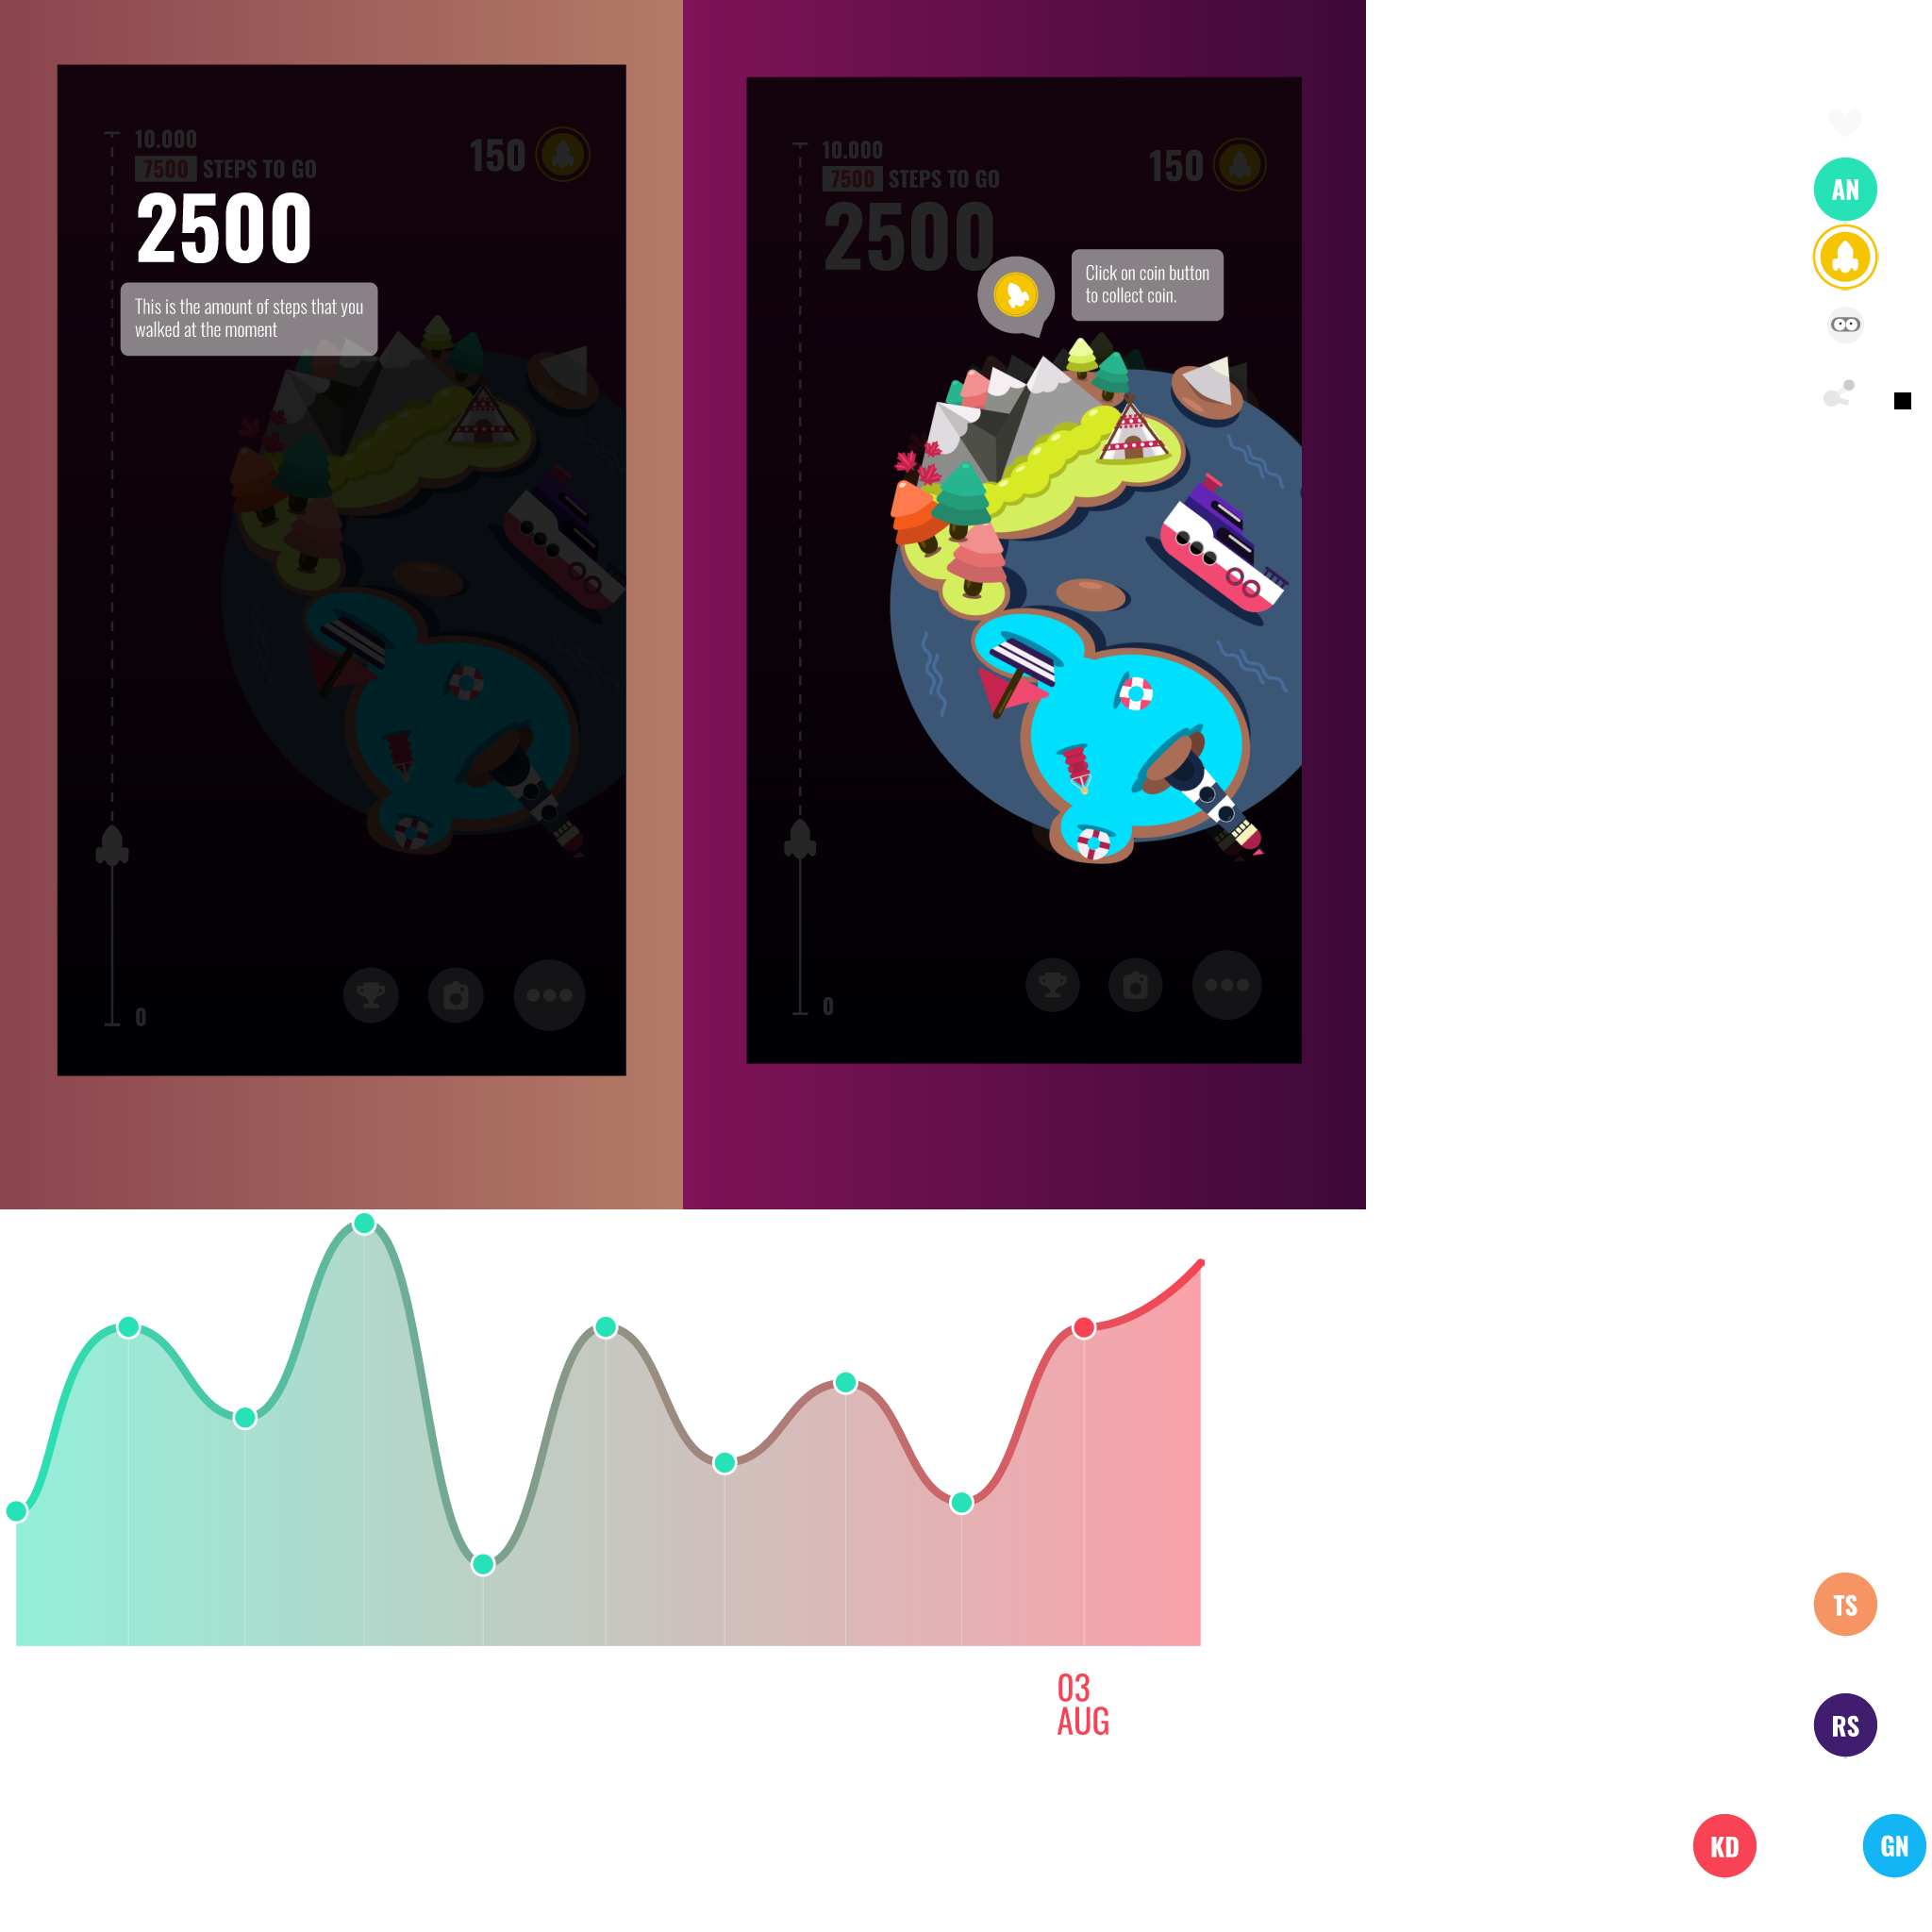 10.000
7500 STEPS TO GO
2500
150
This is the amount of steps that you
walked at the moment
0
10.000
7500 STEPS TO GO
2500
150
Click on coin button
to collect coin.
0
AN
03
AUG
TS
RS
KD
GN